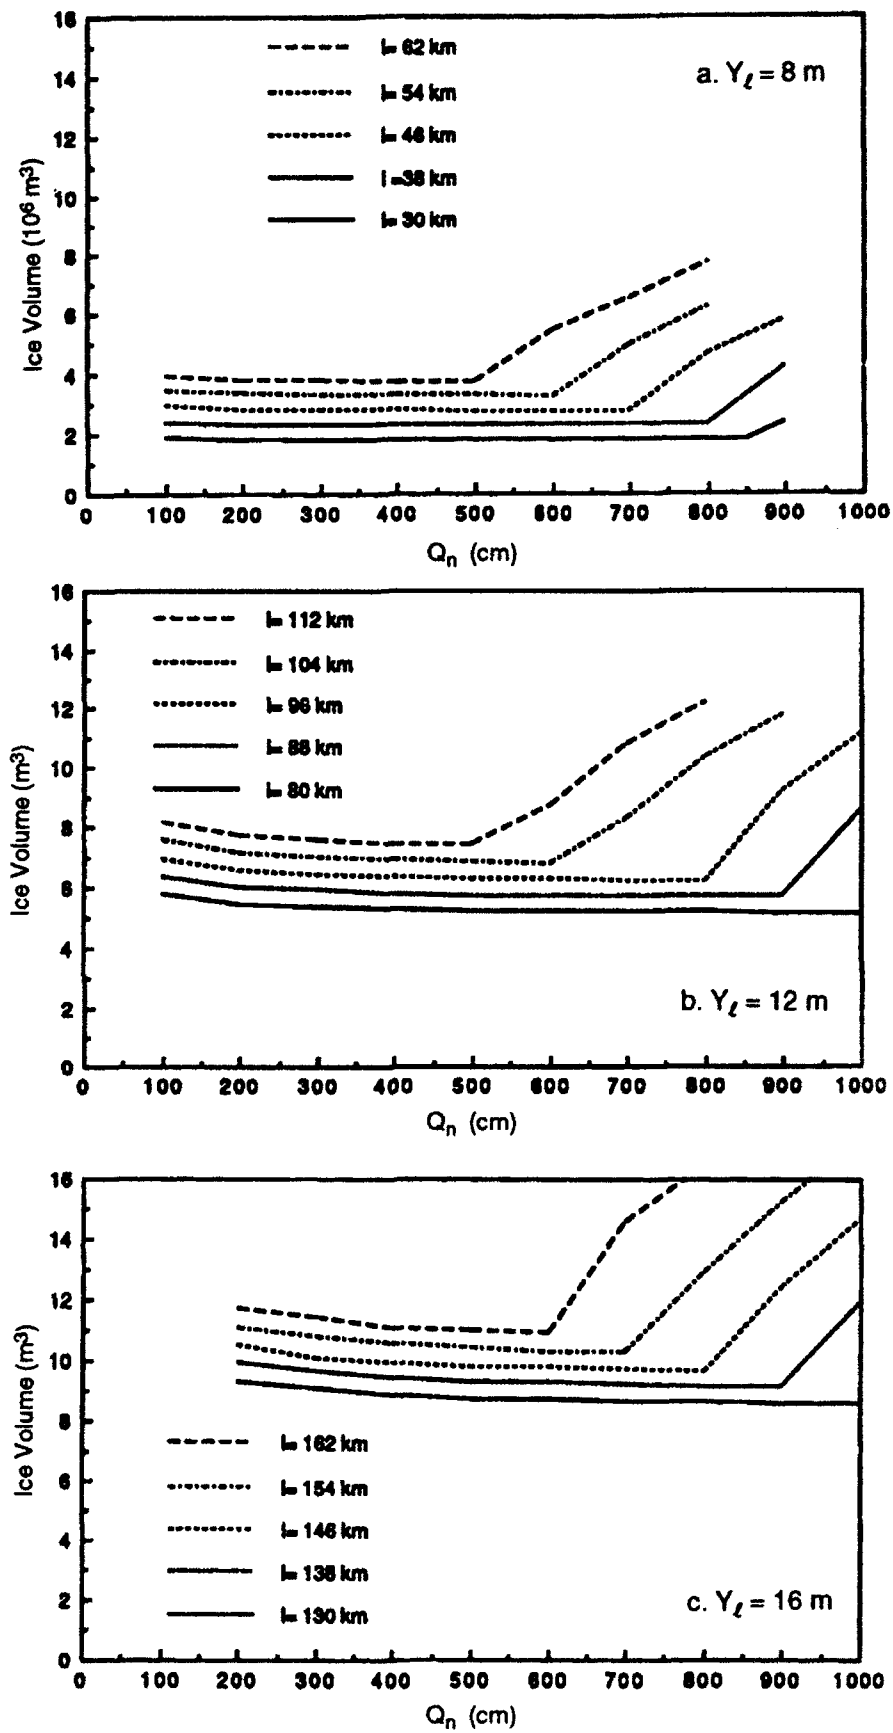 16
14
12
10
8
6
4
2
0
Ice Volume (10⁶ m³)
l= 62 km
l= 54 km
l= 46 km
l =38 km
l= 30 km
a. Yℓ = 8 m
0 100 200 300 400 500 600 700 800 900 1000
Qn (cm)
16
14
12
10
8
6
4
2
0
Ice Volume (m³)
l= 112 km
l= 104 km
l= 96 km
l= 88 km
l= 80 km
b. Yℓ = 12 m
0 100 200 300 400 500 600 700 800 900 1000
Qn (cm)
16
14
12
10
8
6
4
2
0
Ice Volume (m³)
l= 162 km
l= 154 km
l= 146 km
l= 138 km
l= 130 km
c. Yℓ = 16 m
0 100 200 300 400 500 600 700 800 900 1000
Qn (cm)